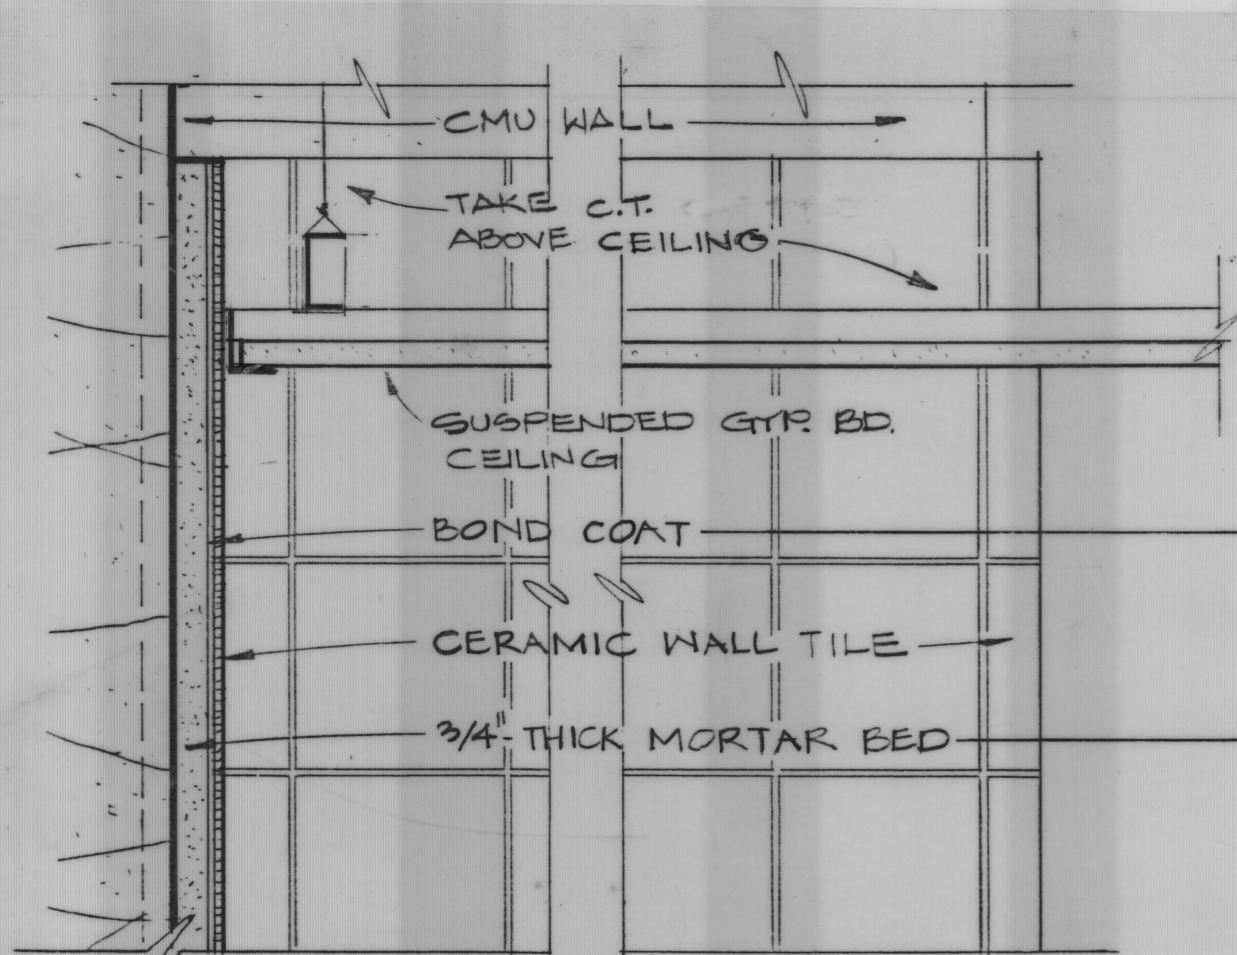 CMU WALL
TAKE C.T.
ABOVE CEILING
SUSPENDED GYP. BD.
CEILING
BOND COAT
CERAMIC WALL TILE
3/4"-THICK MORTAR BED